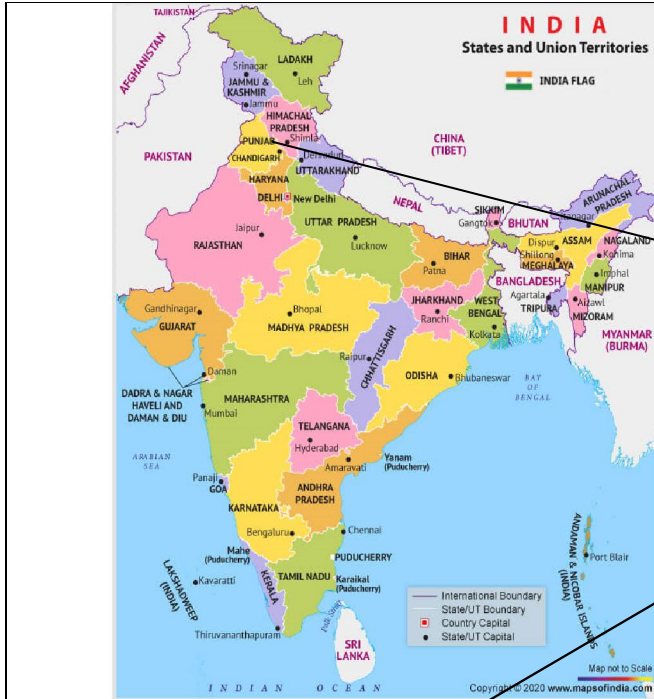 TAJIKISTAN
AFGHANISTAN
INDIA
States and Union Territories
INDIA FLAG
LADAKH
Srinagar
Leh
JAMMU &
KASHMIR
Jammu
HIMACHAL
PRADESH
Shimla
PUNJAB
CHANDIGARH
Dehradun
UTTARAKHAND
PAKISTAN
CHINA
(TIBET)
HARYANA
DELHI
New Delhi
NEPAL
ARUNACHAL
PRADESH
Itanagar
SIKKIM
Gangtok
BHUTAN
Jaipur
RAJASTHAN
UTTAR PRADESH
Lucknow
BIHAR
Patna
Dispur
ASSAM
NAGALAND
Kohima
Shillong
MEGHALAYA
Imphal
MANIPUR
BANGLADESH
Agartala
TRIPURA
Aizawl
MIZORAM
MYANMAR
(BURMA)
Gandhinagar
GUJARAT
Bhopal
MADHYA PRADESH
JHARKHAND
Ranchi
WEST
BENGAL
Kolkata
Raipur
CHHATTISGARH
ODISHA
Bhubaneswar
BAY
OF
BENGAL
Daman
DADRA & NAGAR
HAVELI AND
DAMAN & DIU
MAHARASHTRA
Mumbai
ARABIAN
SEA
TELANGANA
Hyderabad
Yanam
(Puducherry)
Amaravati
ANDHRA
PRADESH
Panaji
GOA
KARNATAKA
Bengaluru
Chennai
Mahe
(Puducherry)
PUDUCHERRY
TAMIL NADU
Karaikal
(Puducherry)
KERALA
LAKSHADWEEP
(INDIA)
Kavaratti
Thiruvananthapuram
Palk Strait
SRI
LANKA
ANDAMAN & NICOBAR ISLANDS
(INDIA)
Port Blair
International Boundary
State/UT Boundary
Country Capital
State/UT Capital
Map not to Scale
INDIAN OCEAN
Copyright © 2020 www.mapsofindia.com